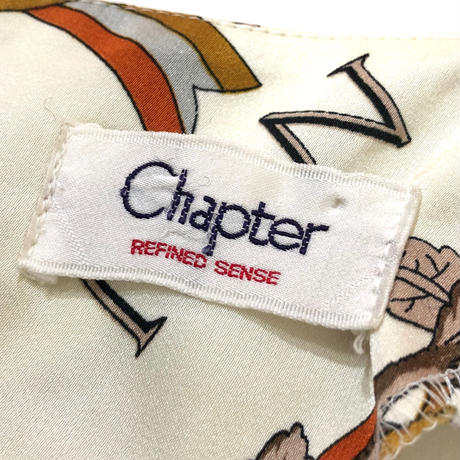 Chapter
REFINED SENSE
N